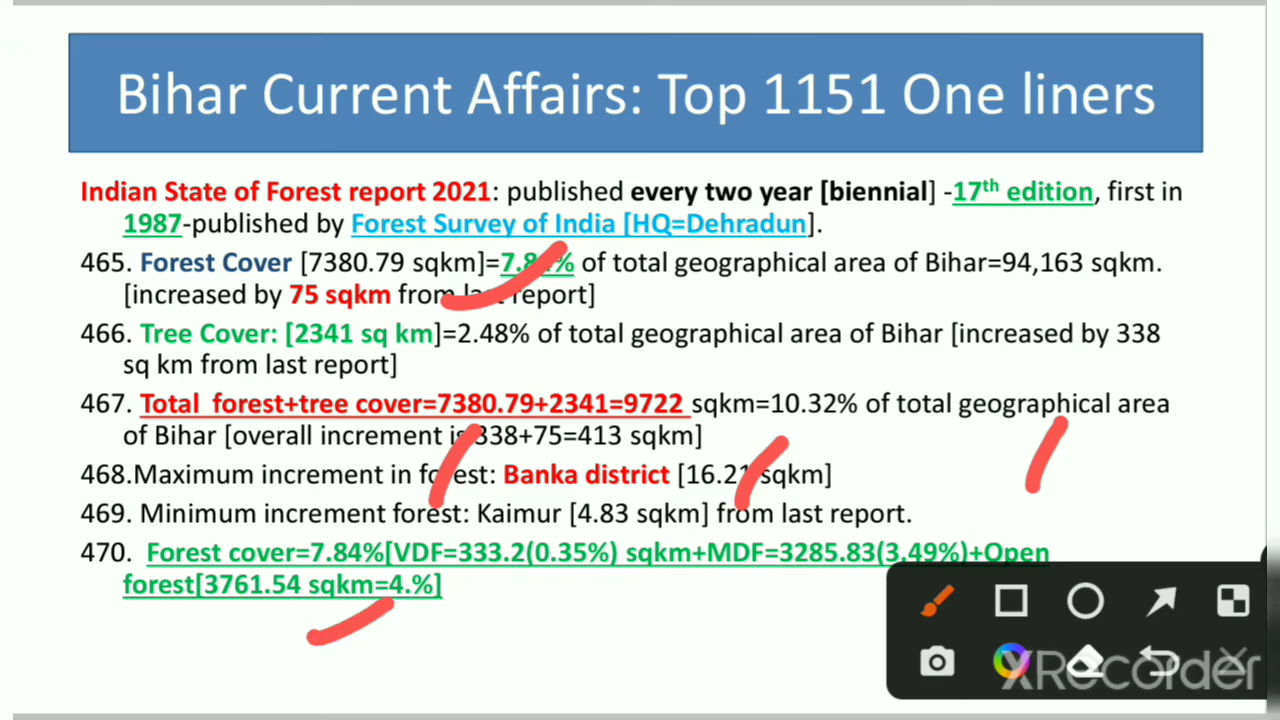 Bihar Current Affairs: Top 1151 One liners
Indian State of Forest report 2021: published every two year [biennial] -17th edition, first in
1987-published by Forest Survey of India [HQ=Dehradun].
465. Forest Cover [7380.79 sqkm]=7.84% of total geographical area of Bihar=94,163 sqkm.
[increased by 75 sqkm from last report]
466. Tree Cover: [2341 sq km]=2.48% of total geographical area of Bihar [increased by 338
sq km from last report]
467. Total forest+tree cover=7380.79+2341=9722 sqkm=10.32% of total geographical area
of Bihar [overall increment is 338+75=413 sqkm]
468.Maximum increment in forest: Banka district [16.21 sqkm]
469. Minimum increment forest: Kaimur [4.83 sqkm] from last report.
470. Forest cover=7.84%[VDF=333.2(0.35%) sqkm+MDF=3285.83(3.49%)+Open
forest[3761.54 sqkm=4.%]
XRecorder